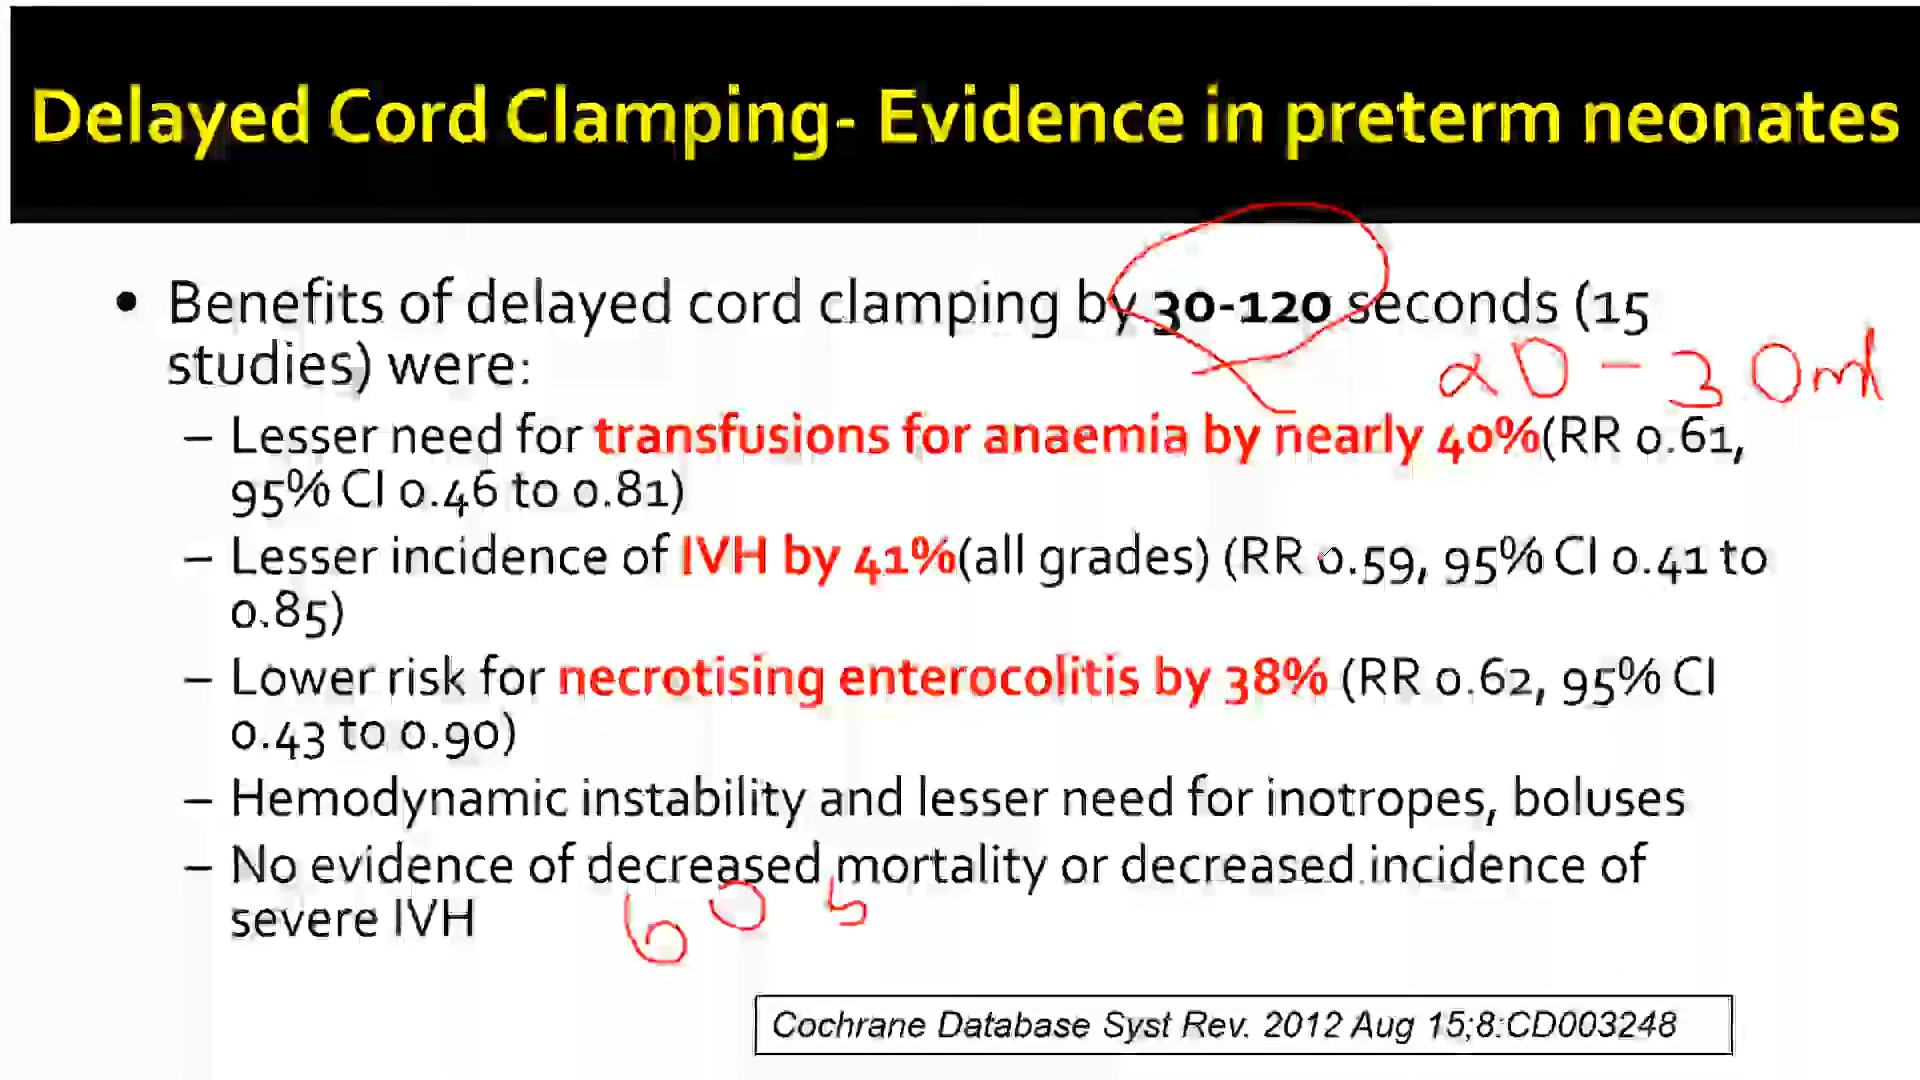 Delayed Cord Clamping- Evidence in preterm neonates
• Benefits of delayed cord clamping by 30-120 seconds (15
studies) were:
20-30ml
– Lesser need for transfusions for anaemia by nearly 40%(RR 0.61,
95% CI 0.46 to 0.81)
– Lesser incidence of IVH by 41%(all grades) (RR 0.59, 95% CI 0.41 to
0.85)
– Lower risk for necrotising enterocolitis by 38% (RR 0.62, 95% CI
0.43 to 0.90)
– Hemodynamic instability and lesser need for inotropes, boluses
– No evidence of decreased mortality or decreased incidence of
severe IVH
60 s
Cochrane Database Syst Rev. 2012 Aug 15;8:CD003248